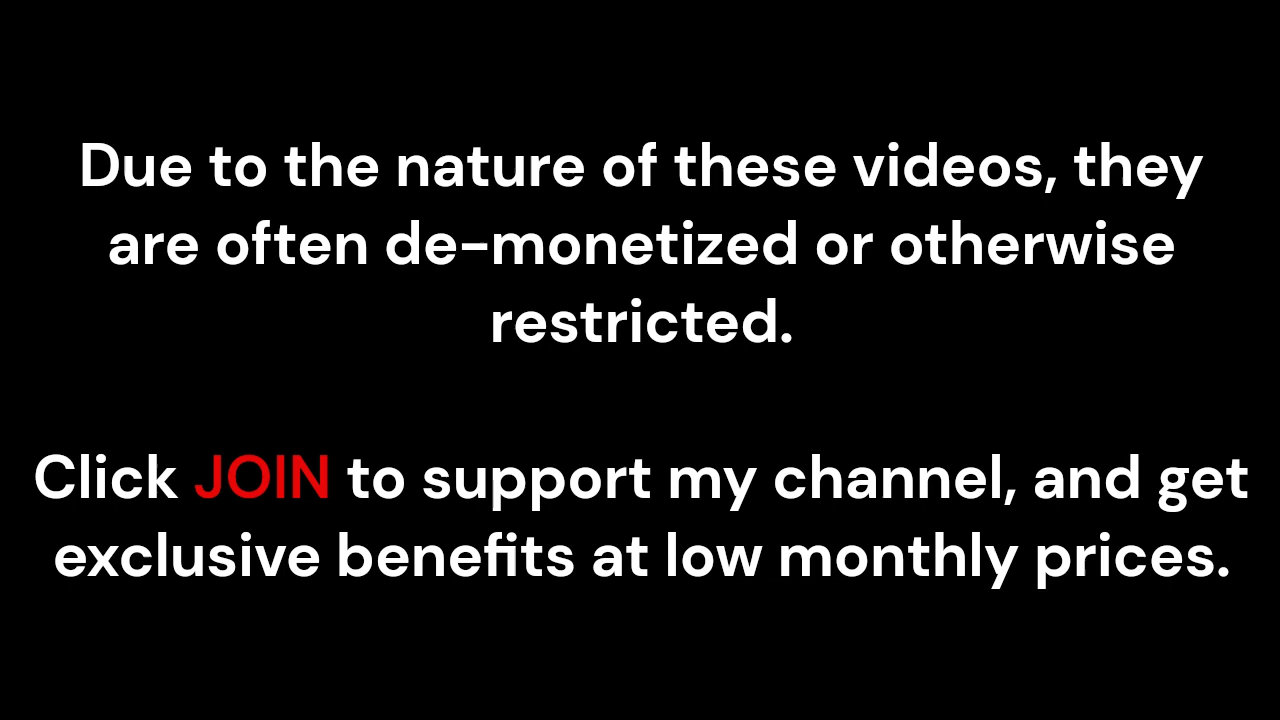 Due to the nature of these videos, they
are often de-monetized or otherwise
restricted.
Click JOIN to support my channel, and get
exclusive benefits at low monthly prices.